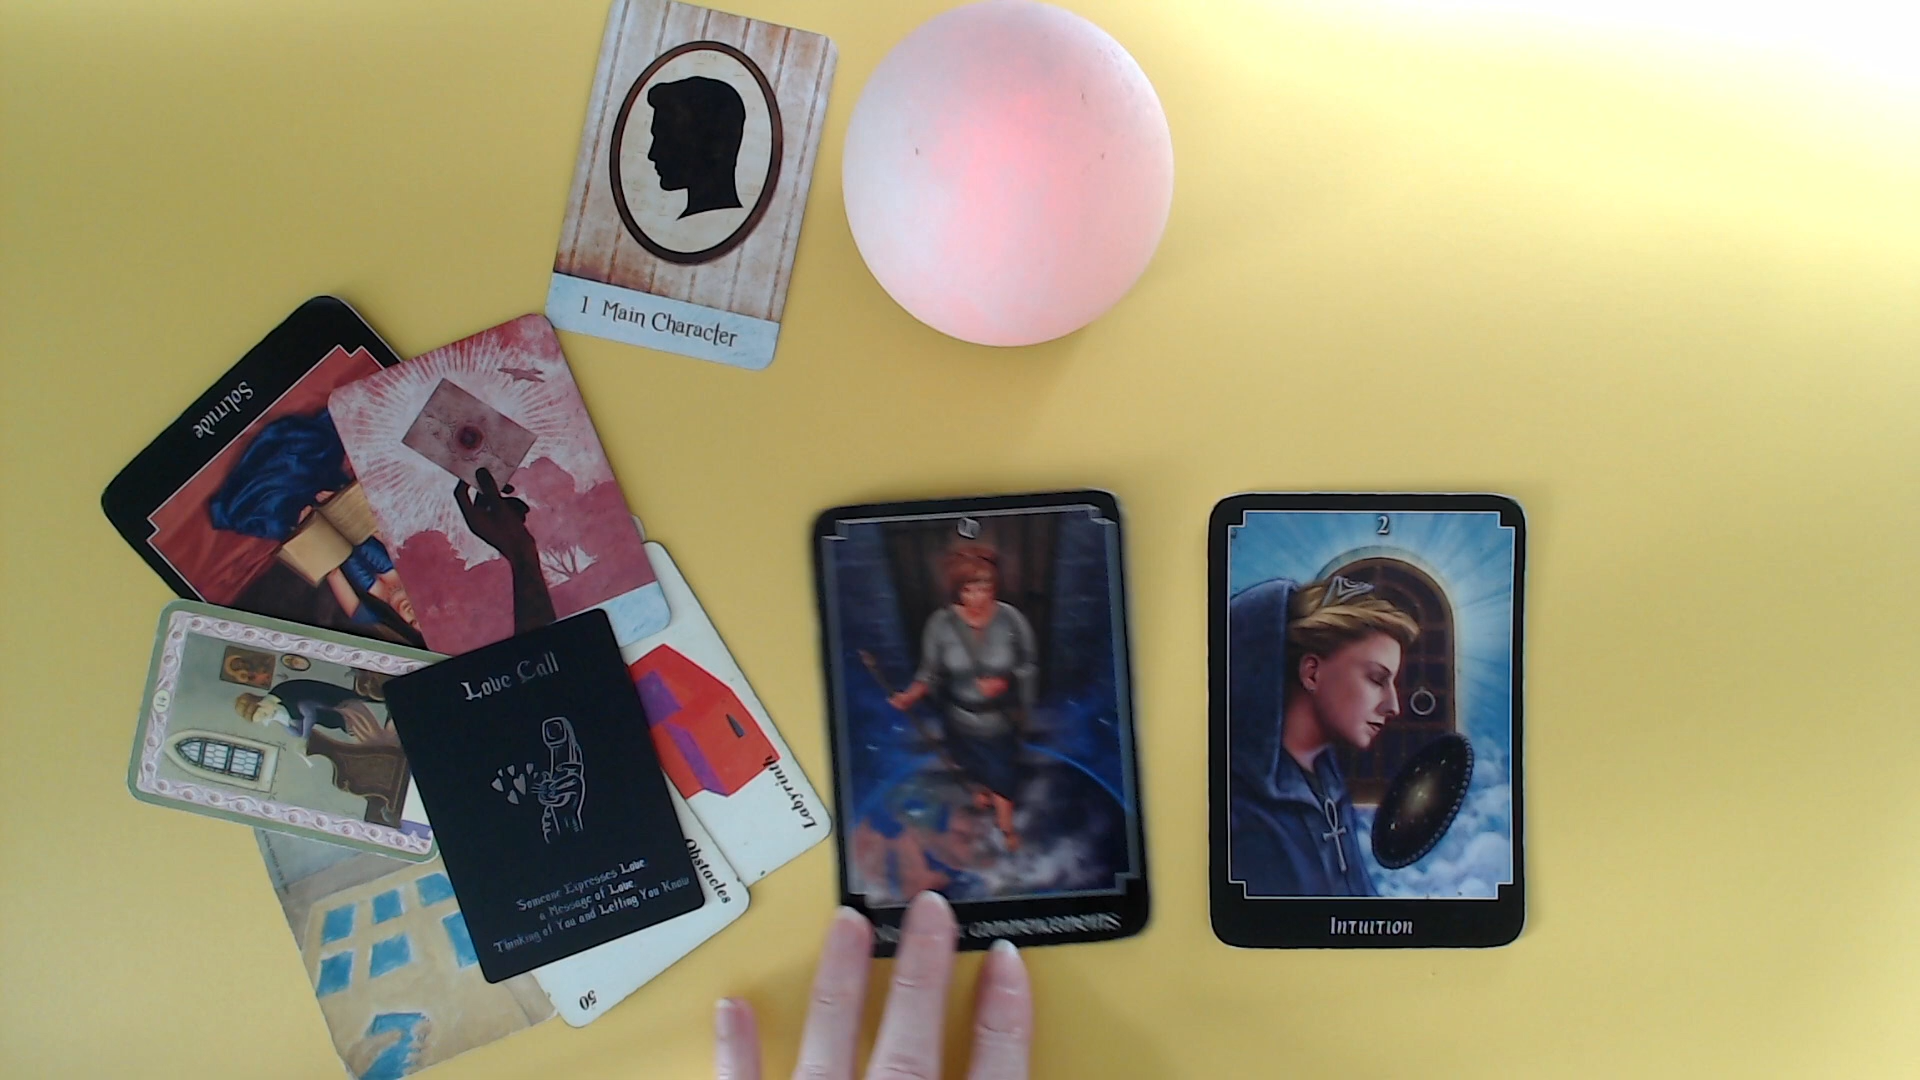 1 Main Character
Solitude
Love Call
Someone Expresses Love
a Message of Love
Thinking of You and Letting You Know
Labyrinth
Obstacles
50
2
Intuition